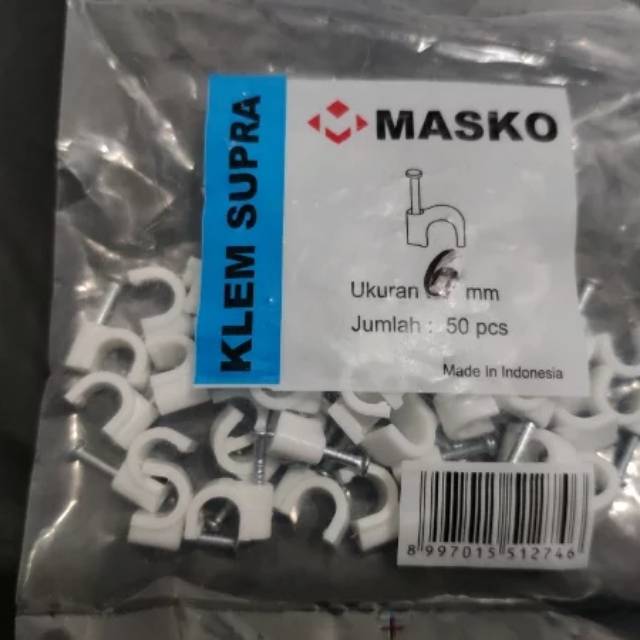 KLEM SUPRA
MASKO
Ukuran : 6 mm
Jumlah : 50 pcs
Made In Indonesia
8 997015 512746